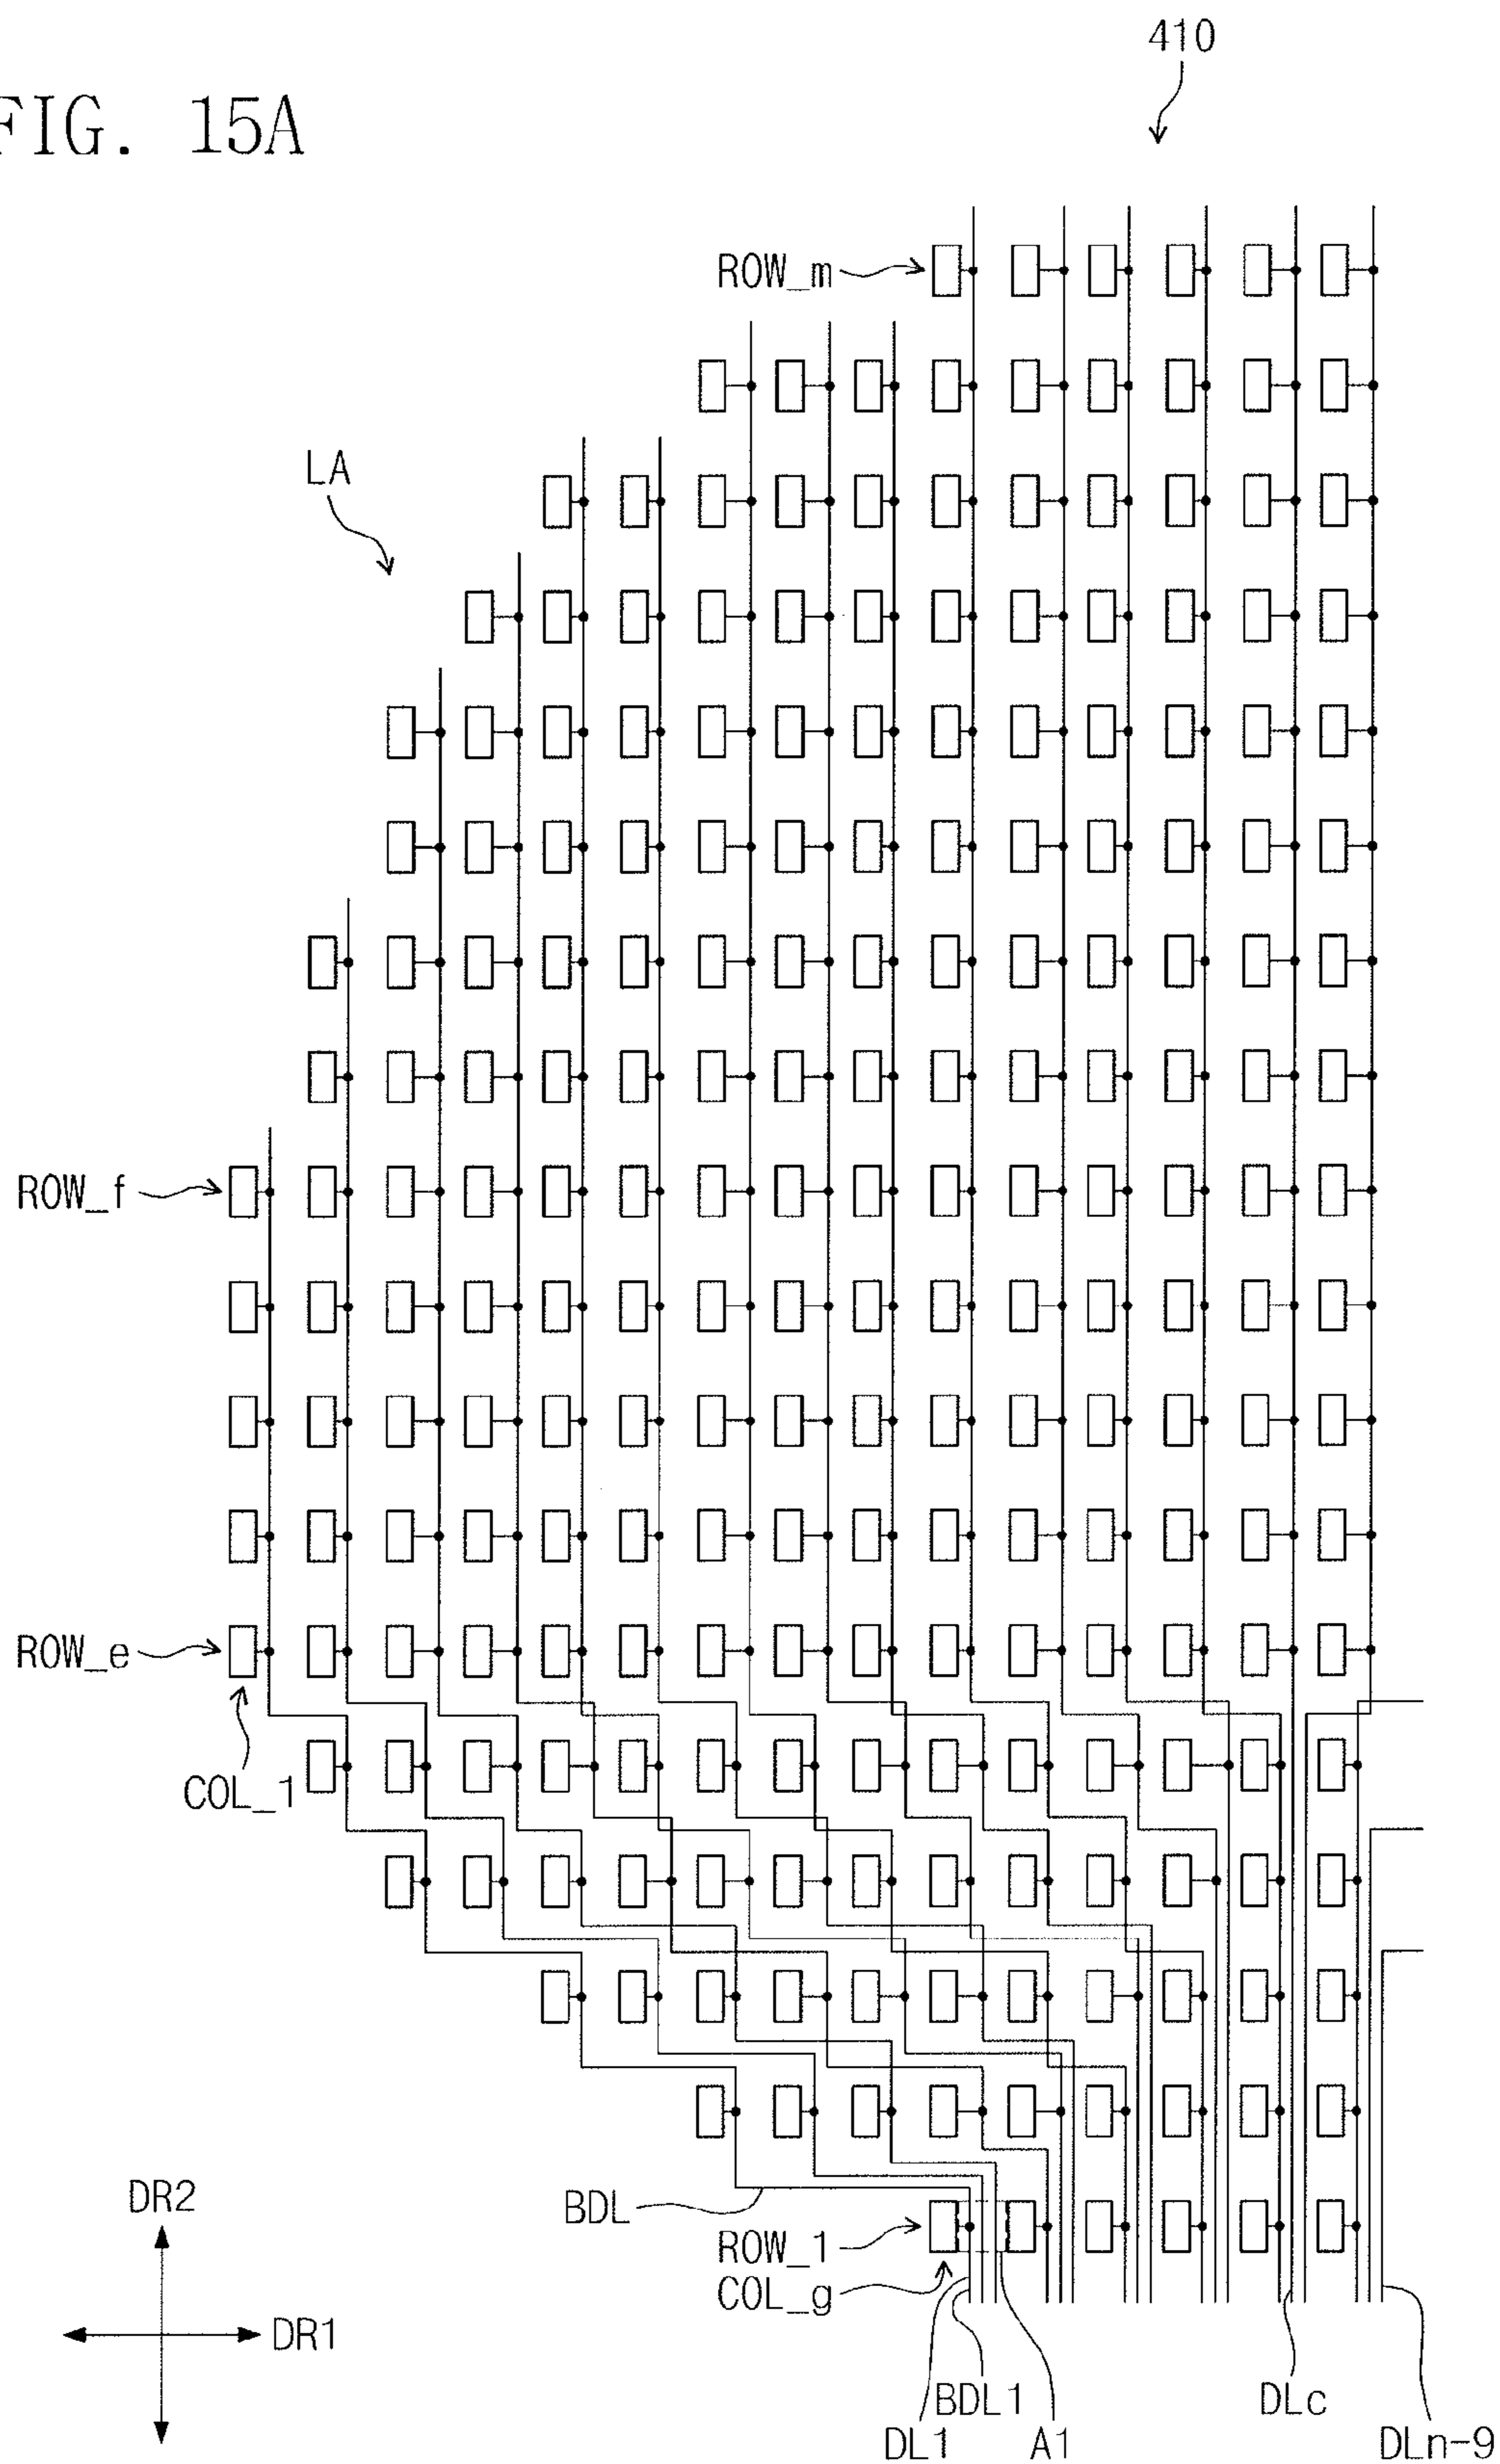 410
FIG. 15A
ROW_m
LA
ROW_f
ROW_e
COL_1
DR2
BDL
ROW_1
COL_g
DR1
BDL1
DLc
DL1
A1
DLn-9